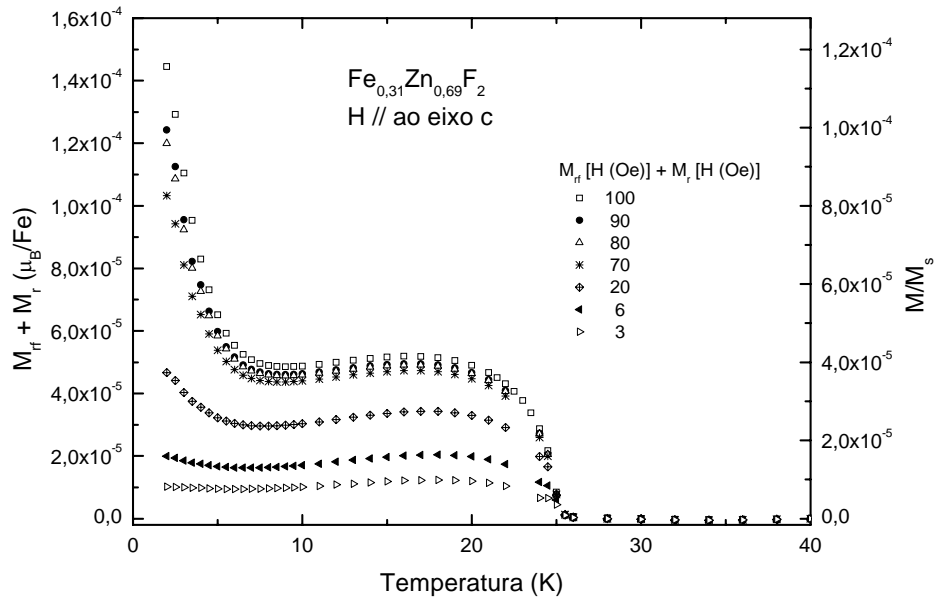 1,6x10⁻⁴
1,4x10⁻⁴
1,2x10⁻⁴
1,0x10⁻⁴
8,0x10⁻⁵
6,0x10⁻⁵
4,0x10⁻⁵
2,0x10⁻⁵
0,0
M_rf + M_r (μ_B/Fe)
Fe₀,₃₁Zn₀,₆₉F₂
H // ao eixo c
M_rf [H (Oe)] + M_r [H (Oe)]
100
90
80
70
20
6
3
1,2x10⁻⁴
1,0x10⁻⁴
8,0x10⁻⁵
6,0x10⁻⁵
4,0x10⁻⁵
2,0x10⁻⁵
0,0
M/M_s
0 10 20 30 40
Temperatura (K)